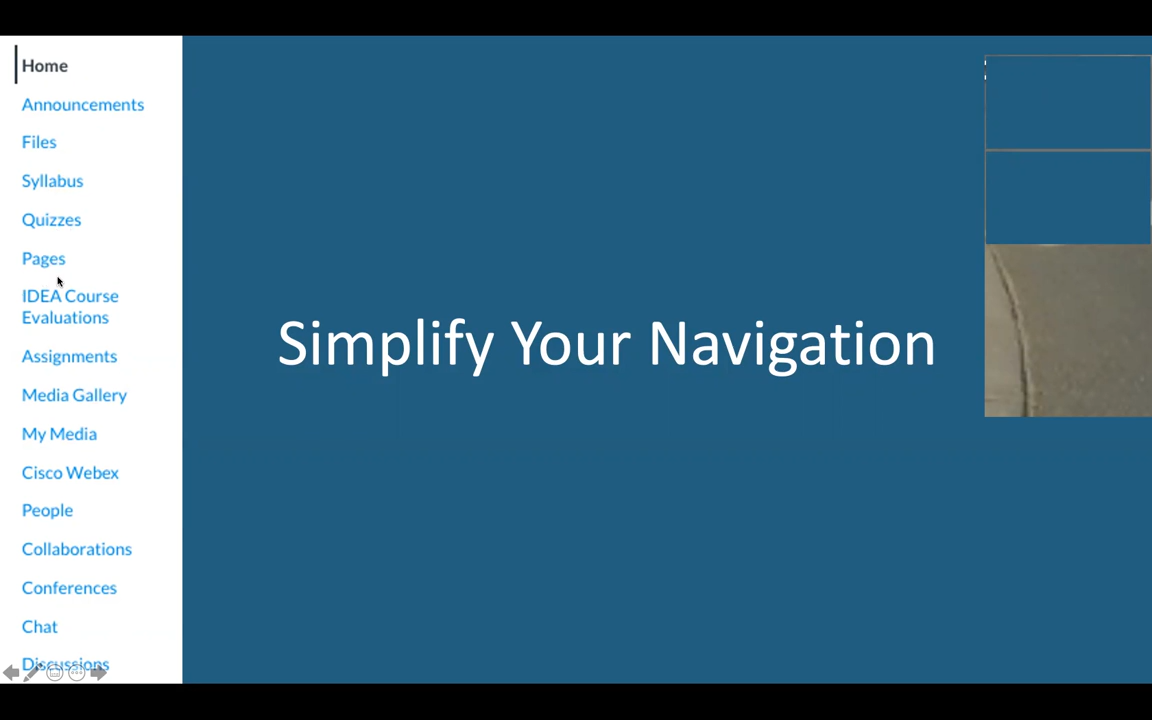 Home
Announcements
Files
Syllabus
Quizzes
Pages
IDEA Course
Evaluations
Assignments
Media Gallery
My Media
Cisco Webex
People
Collaborations
Conferences
Chat
Discussions
Simplify Your Navigation